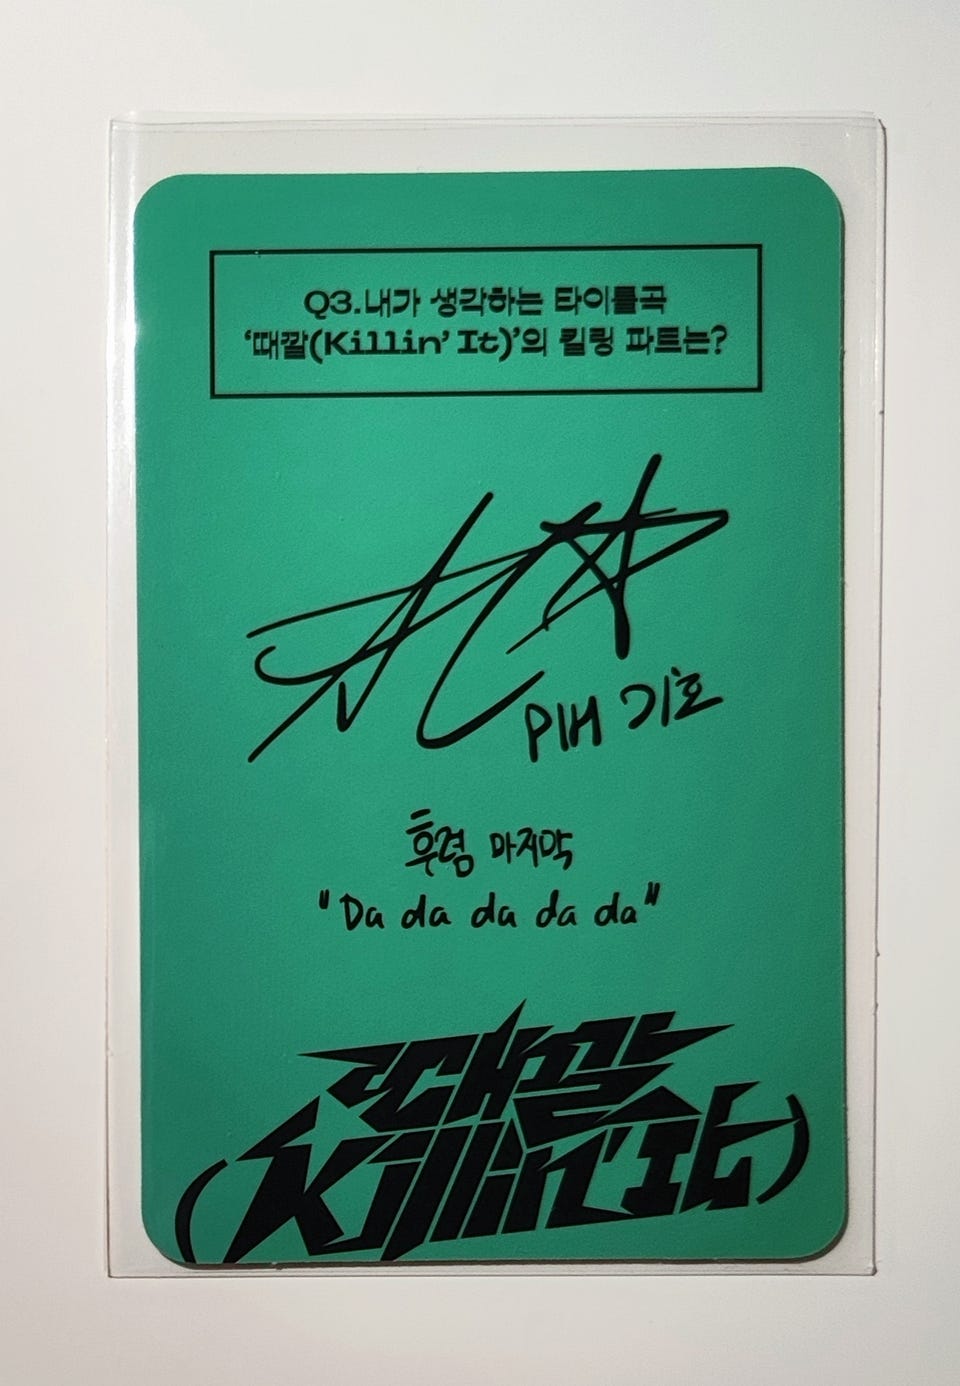 Q3.내가 생각하는 타이틀곡
‘때깔(Killin’ It)’의 킬링 파트는?
P1H 기호
후렴 마지막
"Da da da da da"
때깔
(Killin' It)